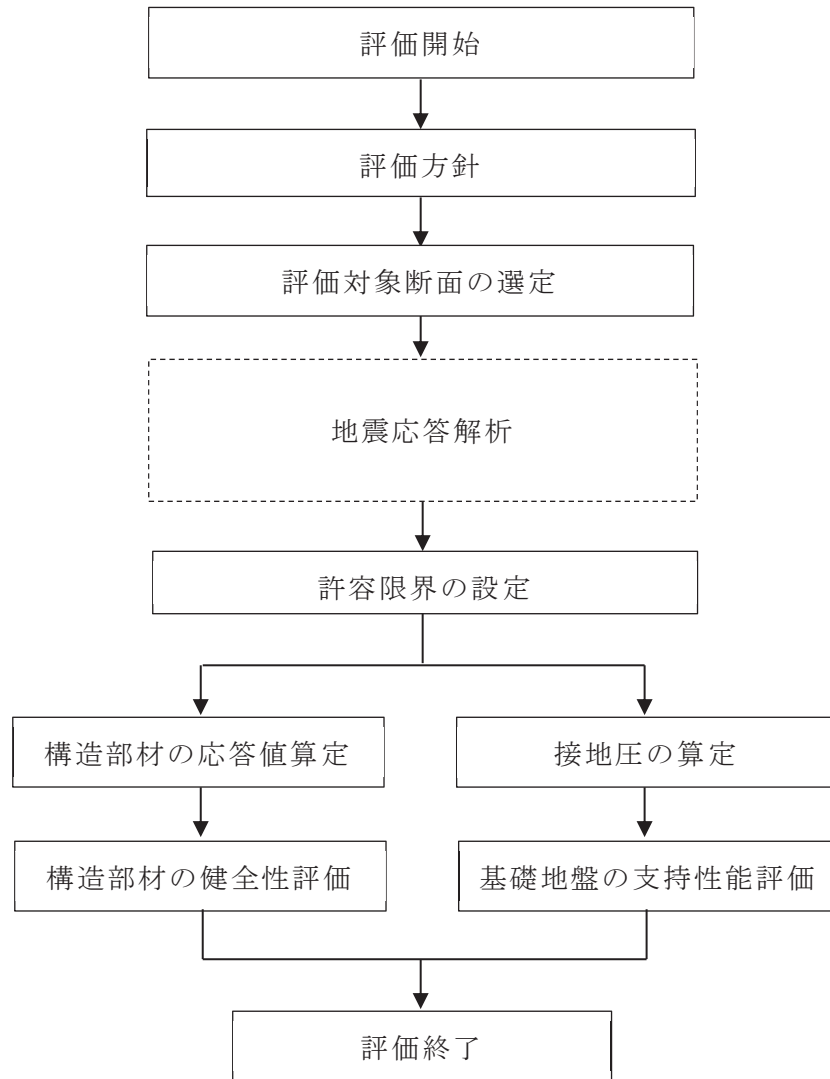 評価開始
評価方針
評価対象断面の選定
地震応答解析
許容限界の設定
構造部材の応答値算定
接地圧の算定
構造部材の健全性評価
基礎地盤の支持性能評価
評価終了